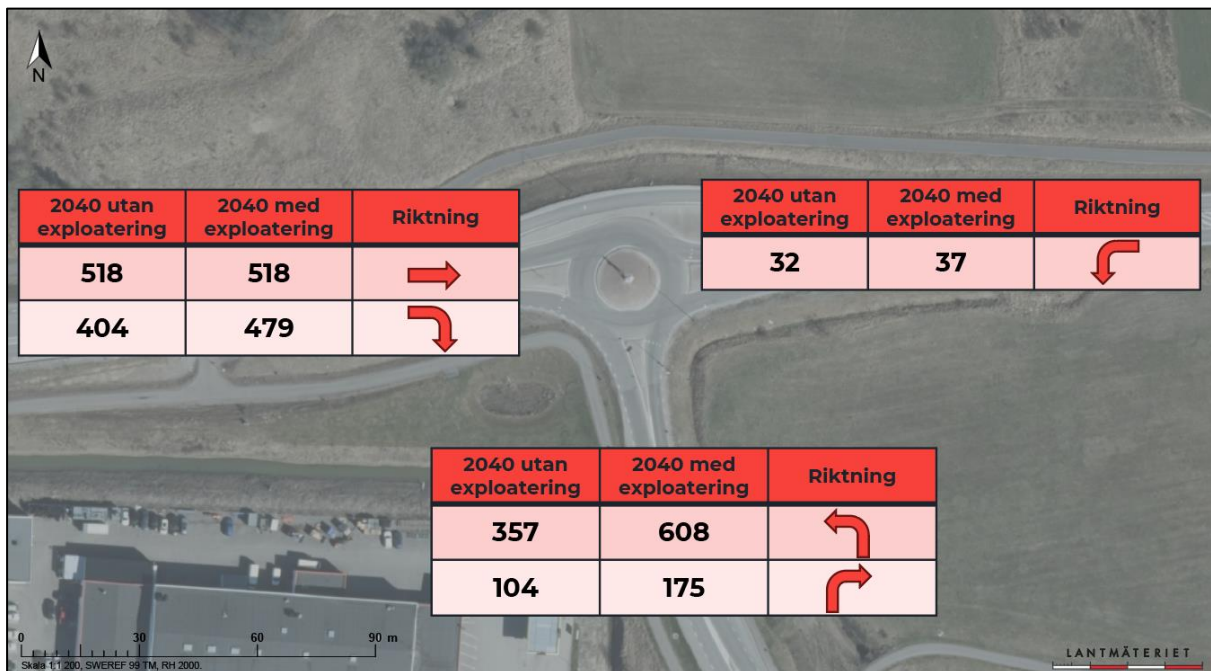 N
2040 utan exploatering 2040 med exploatering Riktning
518 518
404 479
2040 utan exploatering 2040 med exploatering Riktning
32 37
2040 utan exploatering 2040 med exploatering Riktning
357 608
104 175
0 30 60 90 m
Skala 1:1 200, SWEREF 99 TM, RH 2000.
LANTMÄTERIET